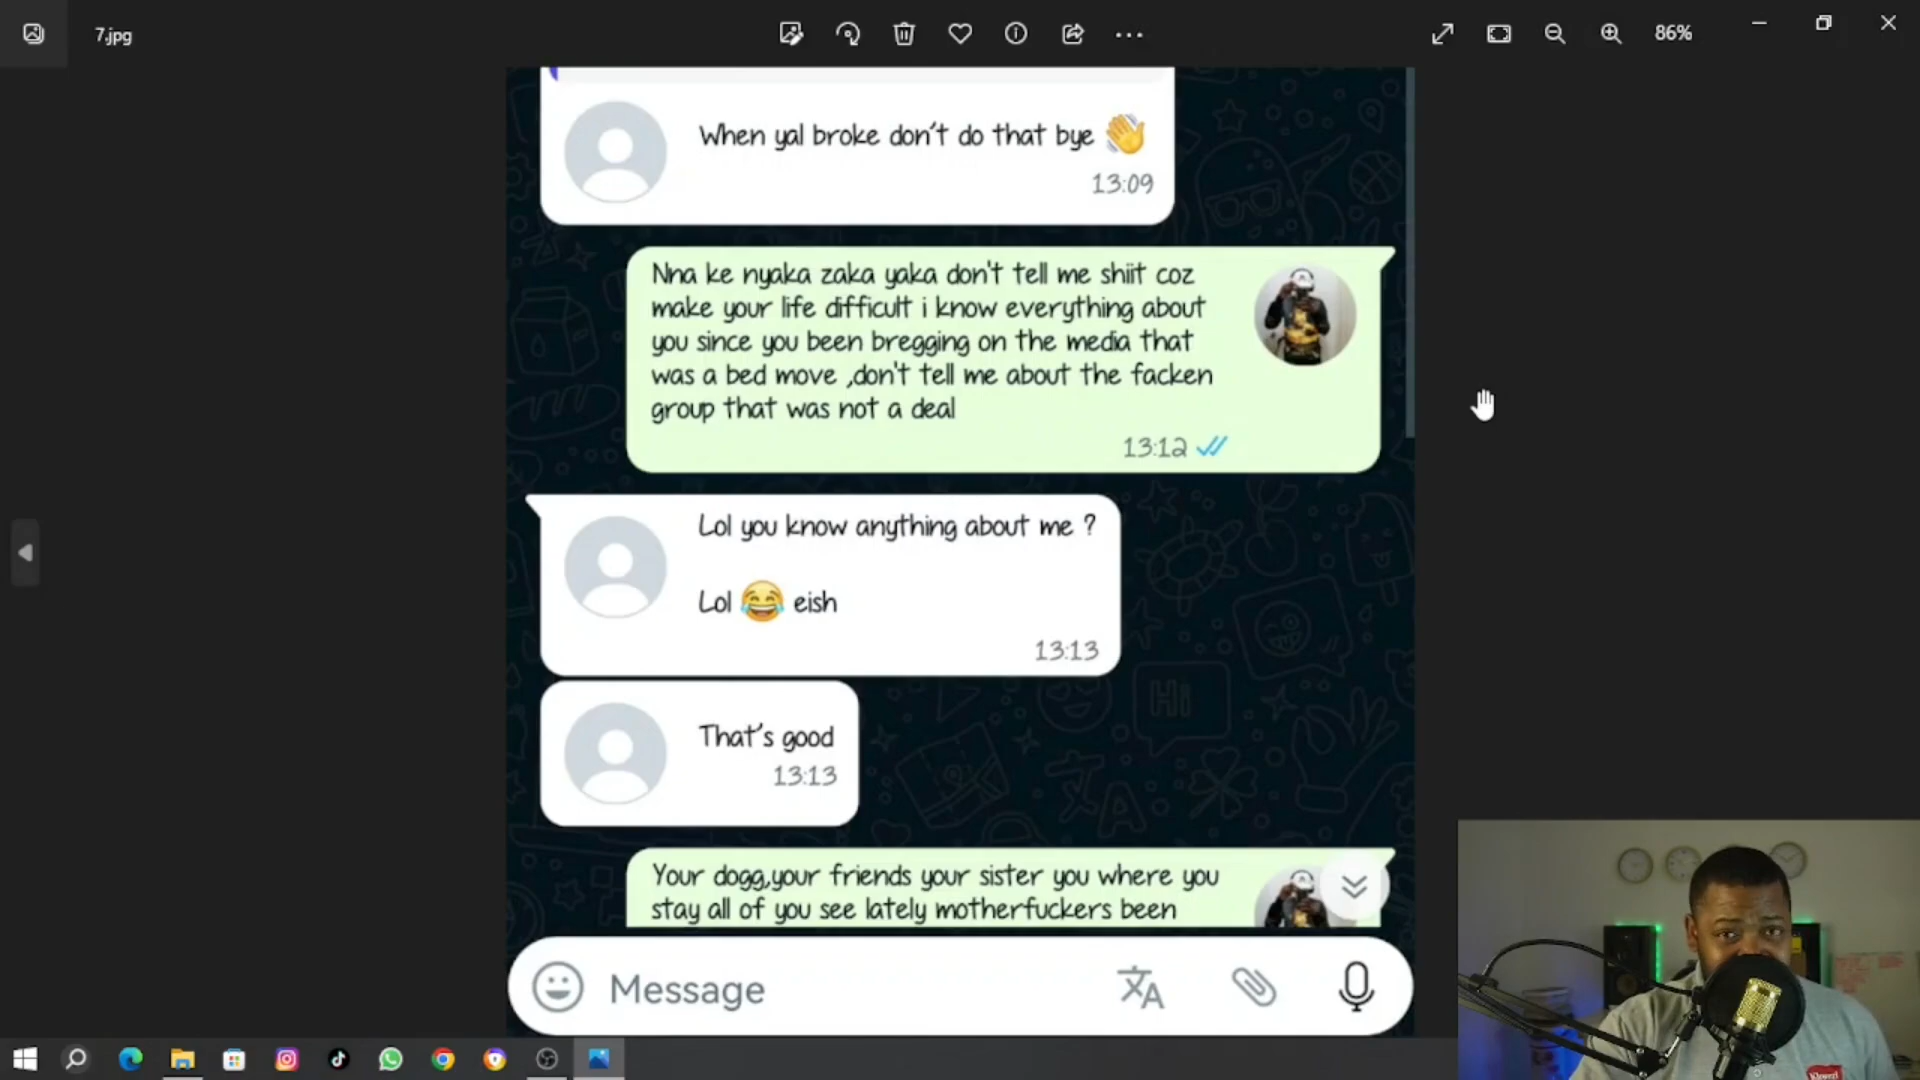 7.jpg
86%
When yal broke don't do that bye 👋
13:09
Nna ke nyaka zaka yaka don't tell me shiit coz
make your life difficult i know everything about
you since you been bregging on the media that
was a bed move ,don't tell me about the facken
group that was not a deal
13:12
Lol you know anything about me ?
Lol 😂 eish
13:13
That's good
13:13
Your dogg,your friends your sister you where you
stay all of you see lately motherfuckers been
Message